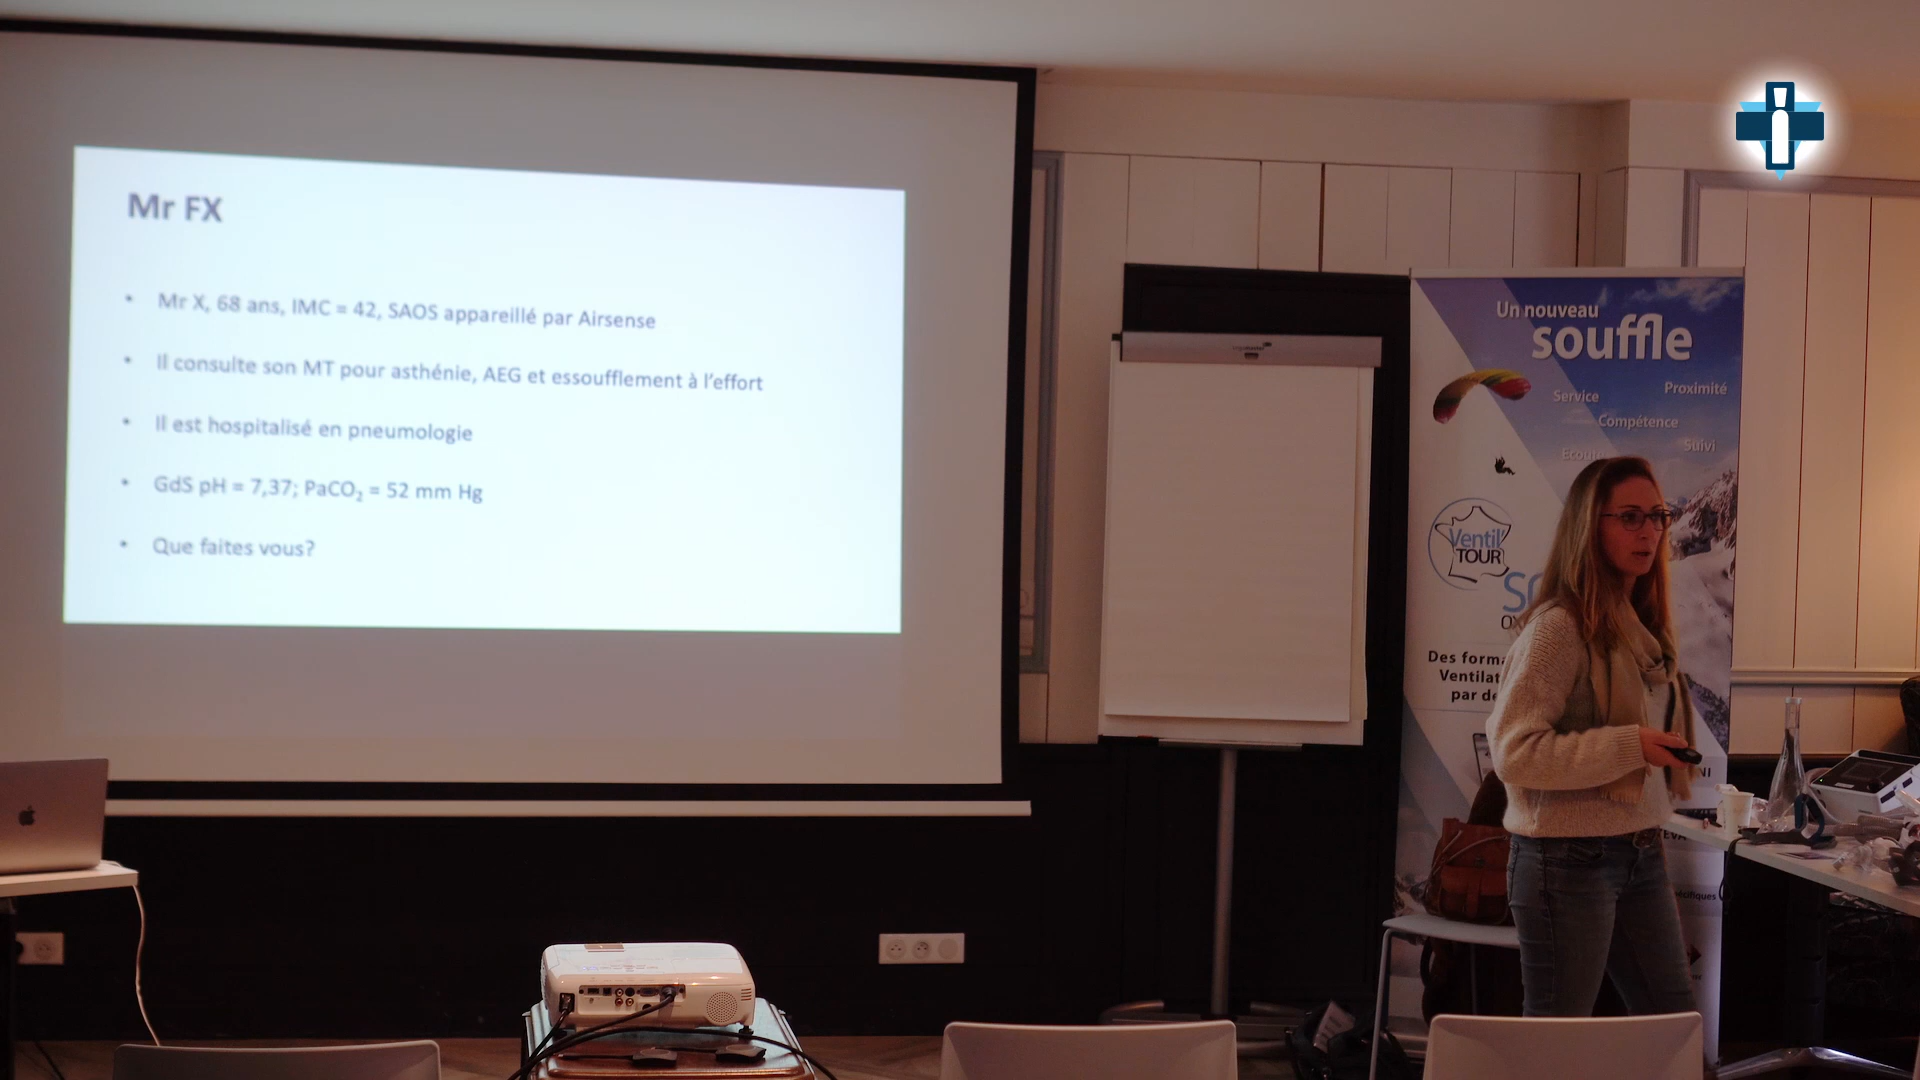 Mr FX
• Mr X, 68 ans, IMC = 42, SAOS appareillé par Airsense
• Il consulte son MT pour asthénie, AEG et essoufflement à l'effort
• Il est hospitalisé en pneumologie
• GdS pH = 7,37; PaCO₂ = 52 mm Hg
• Que faites vous?
Un nouveau
souffle
Proximité
Service
Compétence
Suivi
Ecoute
Ventil'
TOUR
Des forma
Ventilat
par de